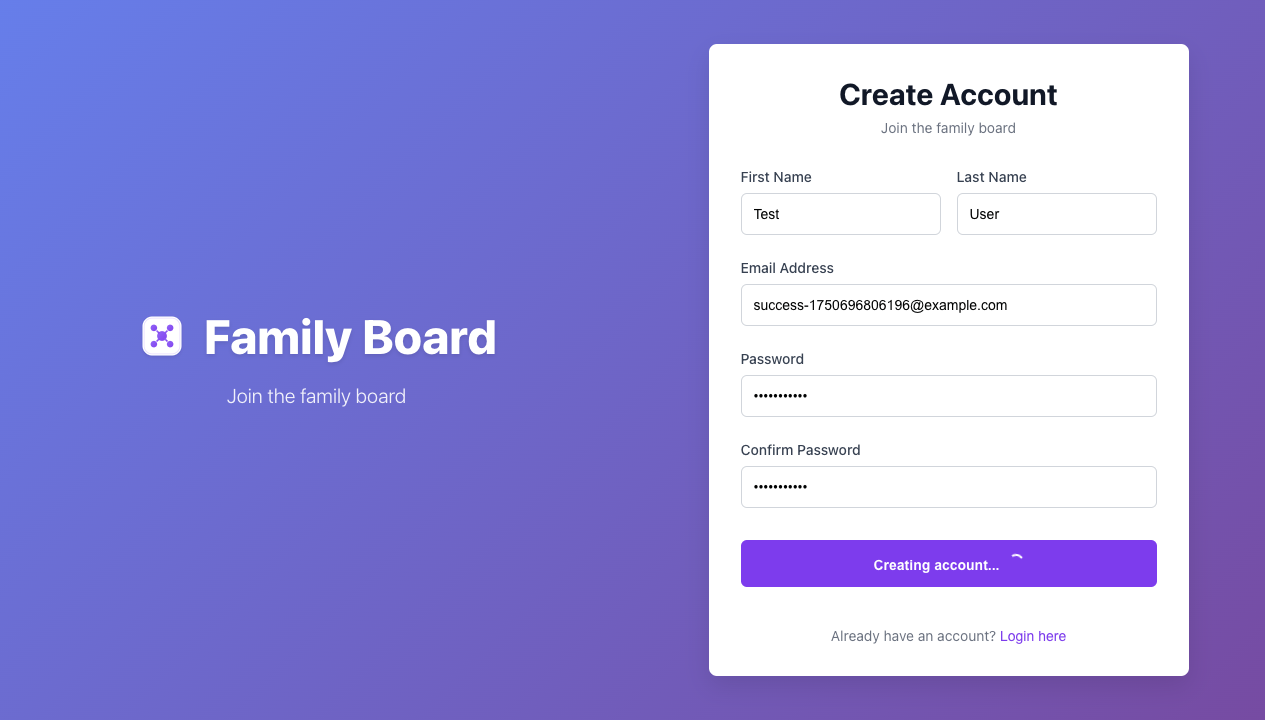 Family Board
Join the family board
Create Account
Join the family board
First Name
Last Name
Test
User
Email Address
success-1750696806196@example.com
Password
•••••••••••
Confirm Password
•••••••••••
Creating account...
Already have an account? Login here